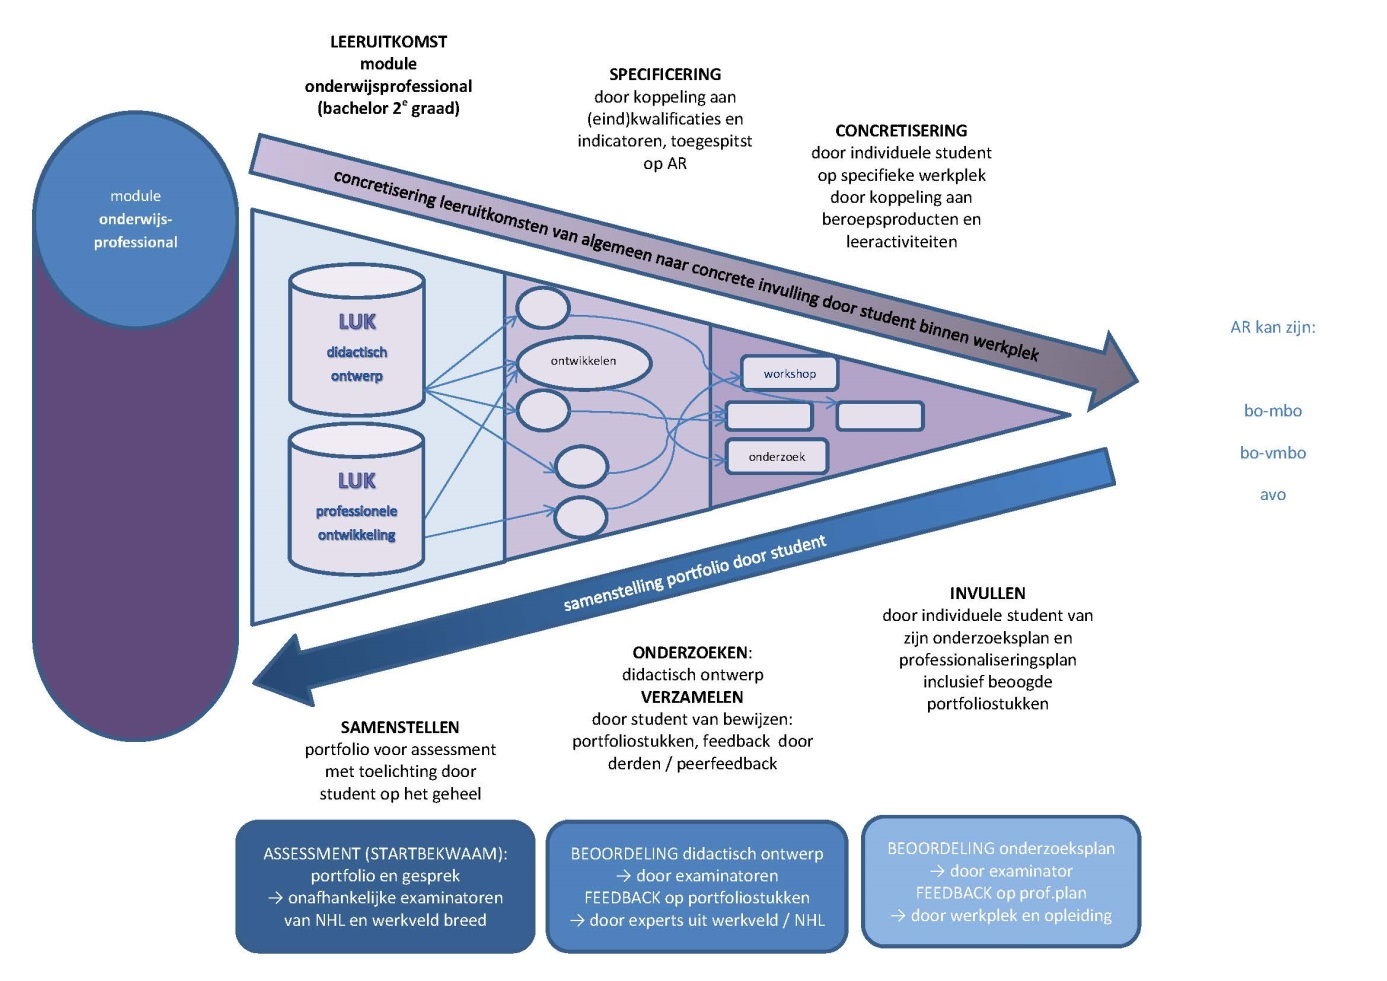 LEERUITKOMST
module
onderwijsprofessional
(bachelor 2e graad)
SPECIFICERING
door koppeling aan
(eind)kwalificaties en
indicatoren, toegespitst
op AR
CONCRETISERING
door individuele student
op specifieke werkplek
door koppeling aan
beroepsproducten en
leeractiviteiten
module
onderwijs-
professional
concretisering leeruitkomsten van algemeen naar concrete invulling door student binnen werkplek
LUK
didactisch
ontwerp
LUK
professionele
ontwikkeling
ontwikkelen
workshop
onderzoek
AR kan zijn:
bo-mbo
bo-vmbo
avo
samenstelling portfolio door student
INVULLEN
door individuele student van
zijn onderzoeksplan en
professionaliseringsplan
inclusief beoogde
portfoliostukken
ONDERZOEKEN:
didactisch ontwerp
VERZAMELEN
door student van bewijzen:
portfoliostukken, feedback door
derden / peerfeedback
SAMENSTELLEN
portfolio voor assessment
met toelichting door
student op het geheel
ASSESSMENT (STARTBEKWAAM):
portfolio en gesprek
→ onafhankelijke examinatoren
van NHL en werkveld breed
BEOORDELING didactisch ontwerp
→ door examinatoren
FEEDBACK op portfoliostukken
→ door experts uit werkveld / NHL
BEOORDELING onderzoeksplan
→ door examinator
FEEDBACK op prof.plan
→ door werkplek en opleiding